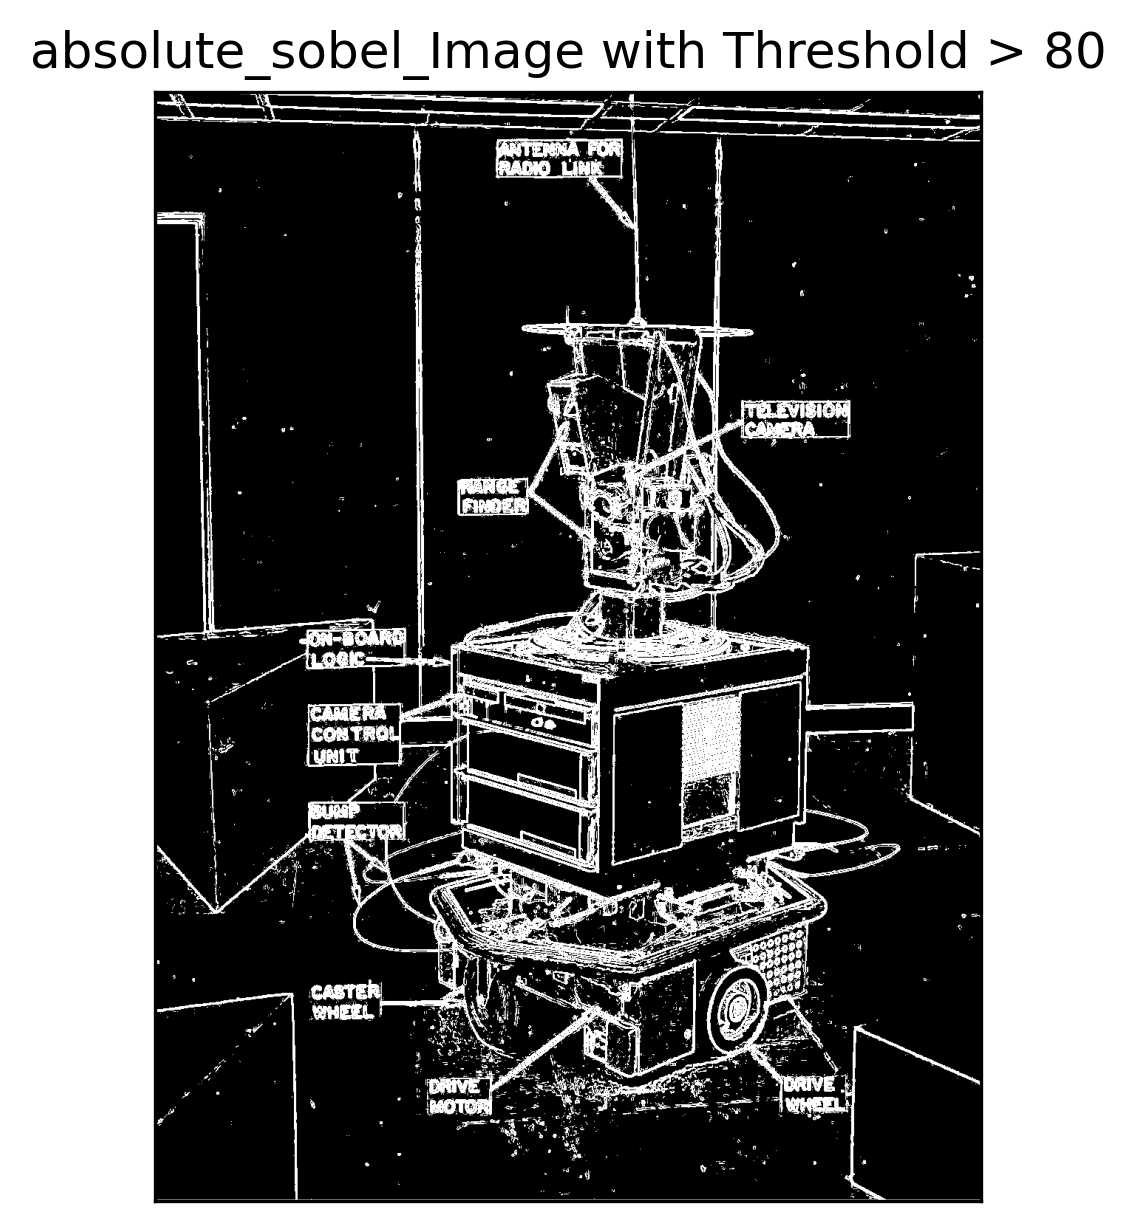 absolute_sobel_Image with Threshold > 80
ANTENNA FOR
RADIO LINK
TELEVISION
CAMERA
RANGE
FINDER
ON-BOARD
LOGIC
CAMERA
CONTROL
UNIT
BUMP
DETECTOR
CASTER
WHEEL
DRIVE
MOTOR
DRIVE
WHEEL